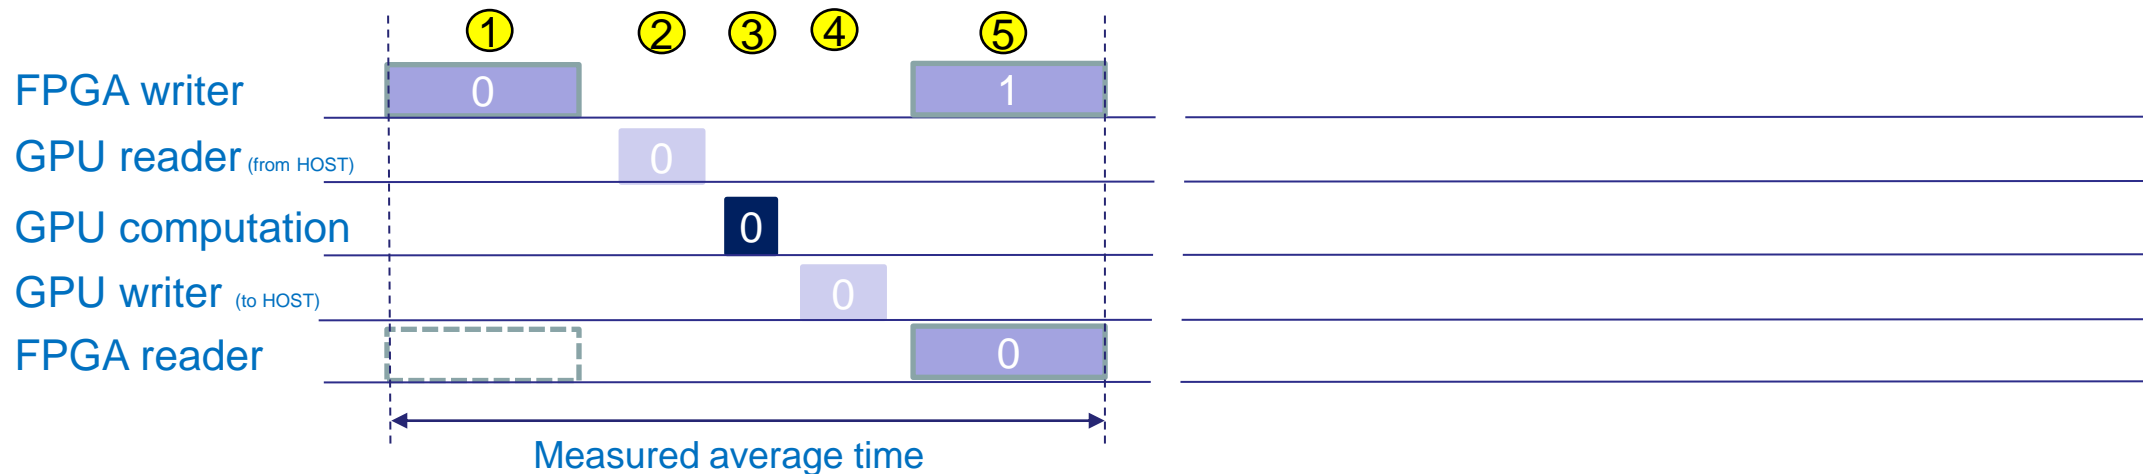 1 2 3 4 5
FPGA writer 0 1
GPU reader (from HOST) 0
GPU computation 0
GPU writer (to HOST) 0
FPGA reader 0
Measured average time